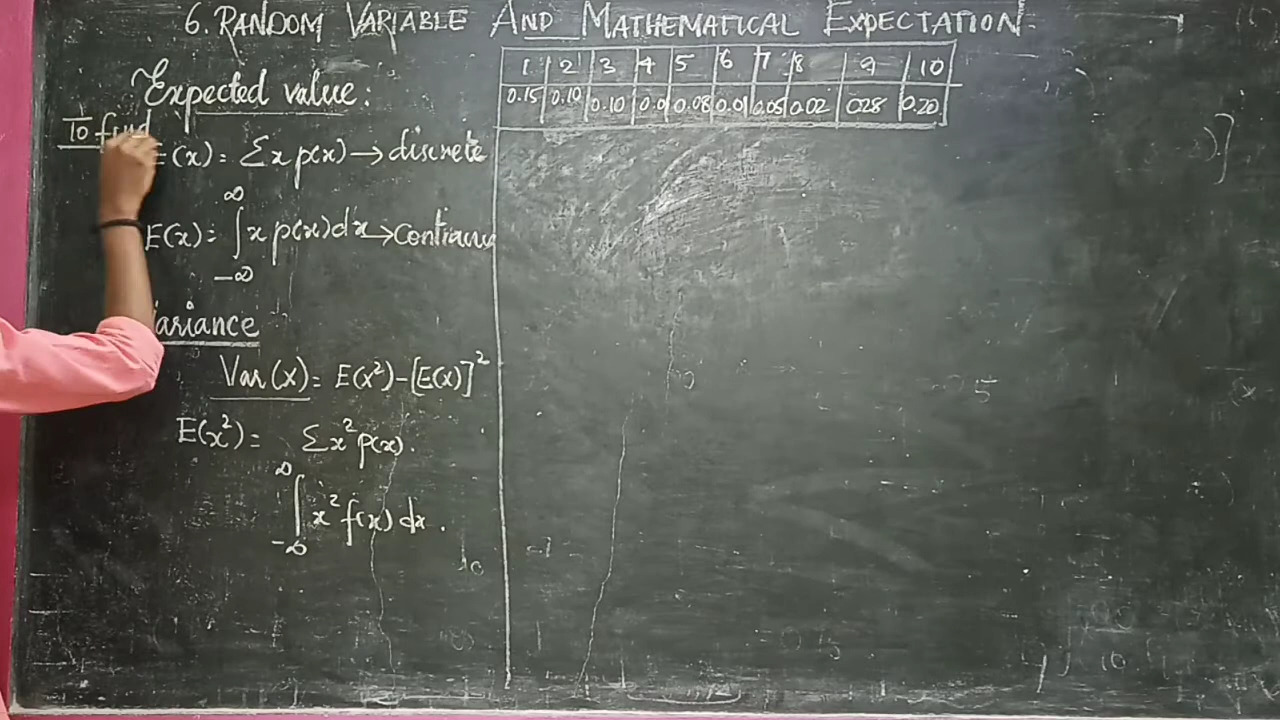 6. RANDOM VARIABLE AND MATHEMATICAL EXPECTATION
Expected value:
To find
E(x) = Σx p(x) → discrete
E(x) = ∫ x p(x) dx → Continuous
∞
-∞
Variance
Var(x) = E(x²) - [E(x)]²
E(x²) = Σx² p(x).
∞
∫ x² f(x) dx.
-∞
1 2 3 4 5 6 7 8 9 10
0.15 0.10 0.10 0.0 0.08 0.01 0.05 0.02 028 0.20